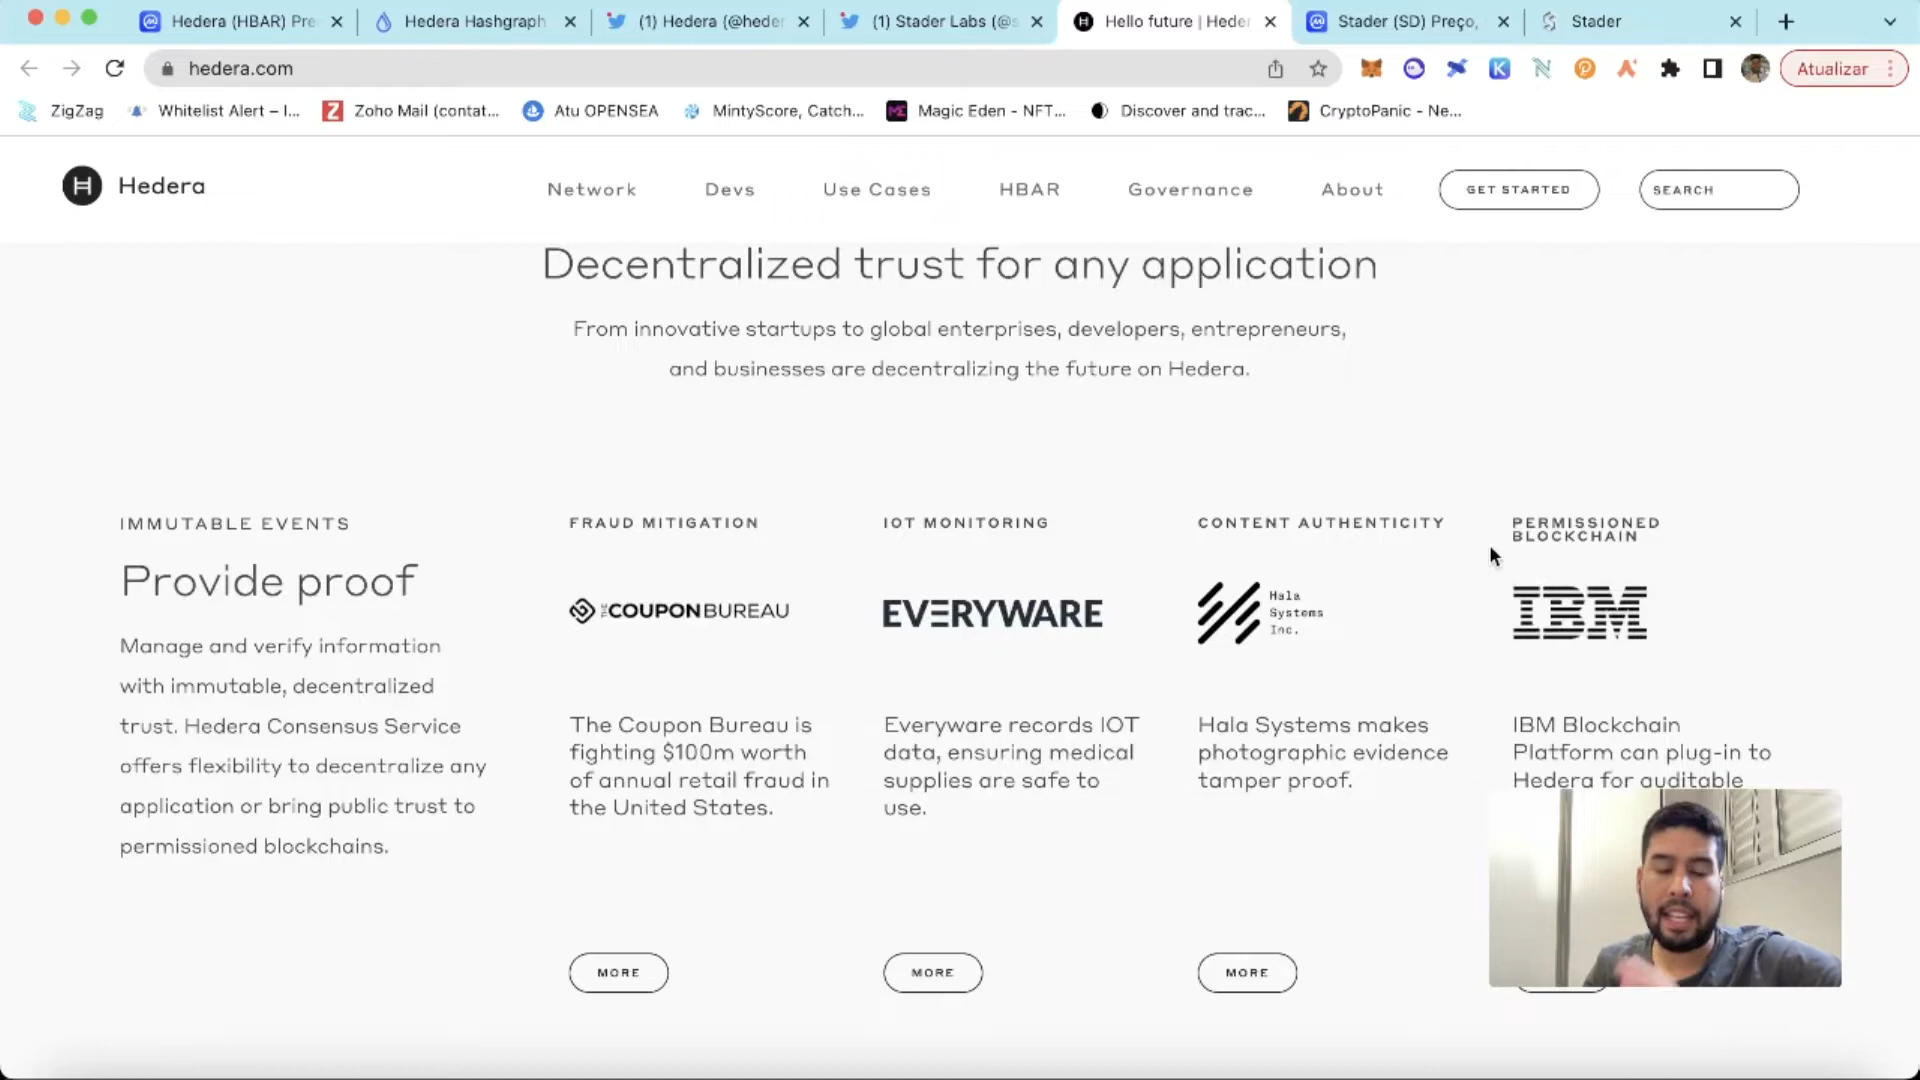 Hedera (HBAR) Pre
Hedera Hashgraph
(1) Hedera (@heder
(1) Stader Labs (@s
Hello future | Heder
Stader (SD) Preço,
Stader
hedera.com
Atualizar
ZigZag
Whitelist Alert – I...
Zoho Mail (contat...
Atu OPENSEA
MintyScore, Catch...
Magic Eden - NFT...
Discover and trac...
CryptoPanic - Ne...
Hedera
Network
Devs
Use Cases
HBAR
Governance
About
GET STARTED
SEARCH
Decentralized trust for any application
From innovative startups to global enterprises, developers, entrepreneurs,
and businesses are decentralizing the future on Hedera.
IMMUTABLE EVENTS
Provide proof
Manage and verify information
with immutable, decentralized
trust. Hedera Consensus Service
offers flexibility to decentralize any
application or bring public trust to
permissioned blockchains.
FRAUD MITIGATION
THE COUPONBUREAU
The Coupon Bureau is
fighting $100m worth
of annual retail fraud in
the United States.
MORE
IOT MONITORING
EVERYWARE
Everyware records IOT
data, ensuring medical
supplies are safe to
use.
MORE
CONTENT AUTHENTICITY
Hala
Systems
Inc.
Hala Systems makes
photographic evidence
tamper proof.
MORE
PERMISSIONED
BLOCKCHAIN
IBM
IBM Blockchain
Platform can plug-in to
Hedera for auditable